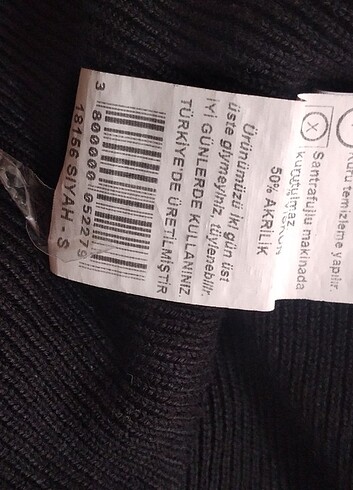 Kuru temizleme yapılır.
Santrafujlu makinada
kurutulmaz
50% AKRİLİK
Ürünümüzü ilk gün üst
üste giymeyiniz, tüylenebilir.
İYİ GÜNLERDE KULLANINIZ.
TÜRKİYE'DE ÜRETİLMİŞTİR
3 800000 052279
18156 SİYAH - S